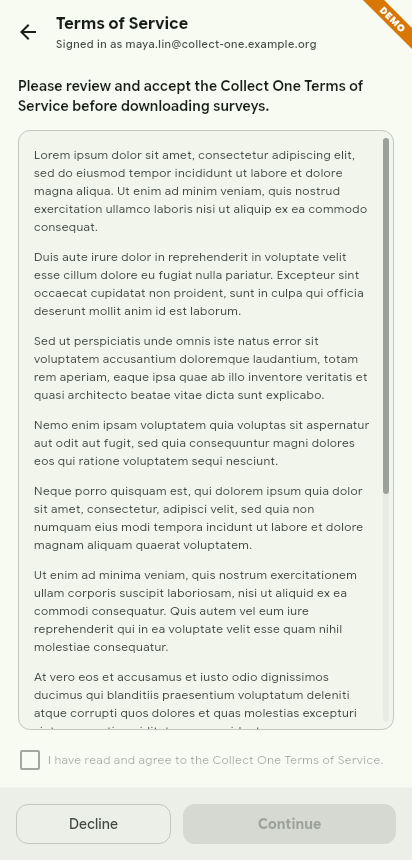 Terms of Service
Signed in as maya.lin@collect-one.example.org
DEMO
Please review and accept the Collect One Terms of
Service before downloading surveys.
Lorem ipsum dolor sit amet, consectetur adipiscing elit,
sed do eiusmod tempor incididunt ut labore et dolore
magna aliqua. Ut enim ad minim veniam, quis nostrud
exercitation ullamco laboris nisi ut aliquip ex ea commodo
consequat.
Duis aute irure dolor in reprehenderit in voluptate velit
esse cillum dolore eu fugiat nulla pariatur. Excepteur sint
occaecat cupidatat non proident, sunt in culpa qui officia
deserunt mollit anim id est laborum.
Sed ut perspiciatis unde omnis iste natus error sit
voluptatem accusantium doloremque laudantium, totam
rem aperiam, eaque ipsa quae ab illo inventore veritatis et
quasi architecto beatae vitae dicta sunt explicabo.
Nemo enim ipsam voluptatem quia voluptas sit aspernatur
aut odit aut fugit, sed quia consequuntur magni dolores
eos qui ratione voluptatem sequi nesciunt.
Neque porro quisquam est, qui dolorem ipsum quia dolor
sit amet, consectetur, adipisci velit, sed quia non
numquam eius modi tempora incidunt ut labore et dolore
magnam aliquam quaerat voluptatem.
Ut enim ad minima veniam, quis nostrum exercitationem
ullam corporis suscipit laboriosam, nisi ut aliquid ex ea
commodi consequatur. Quis autem vel eum iure
reprehenderit qui in ea voluptate velit esse quam nihil
molestiae consequatur.
At vero eos et accusamus et iusto odio dignissimos
ducimus qui blanditiis praesentium voluptatum deleniti
atque corrupti quos dolores et quas molestias excepturi
I have read and agree to the Collect One Terms of Service.
Decline
Continue